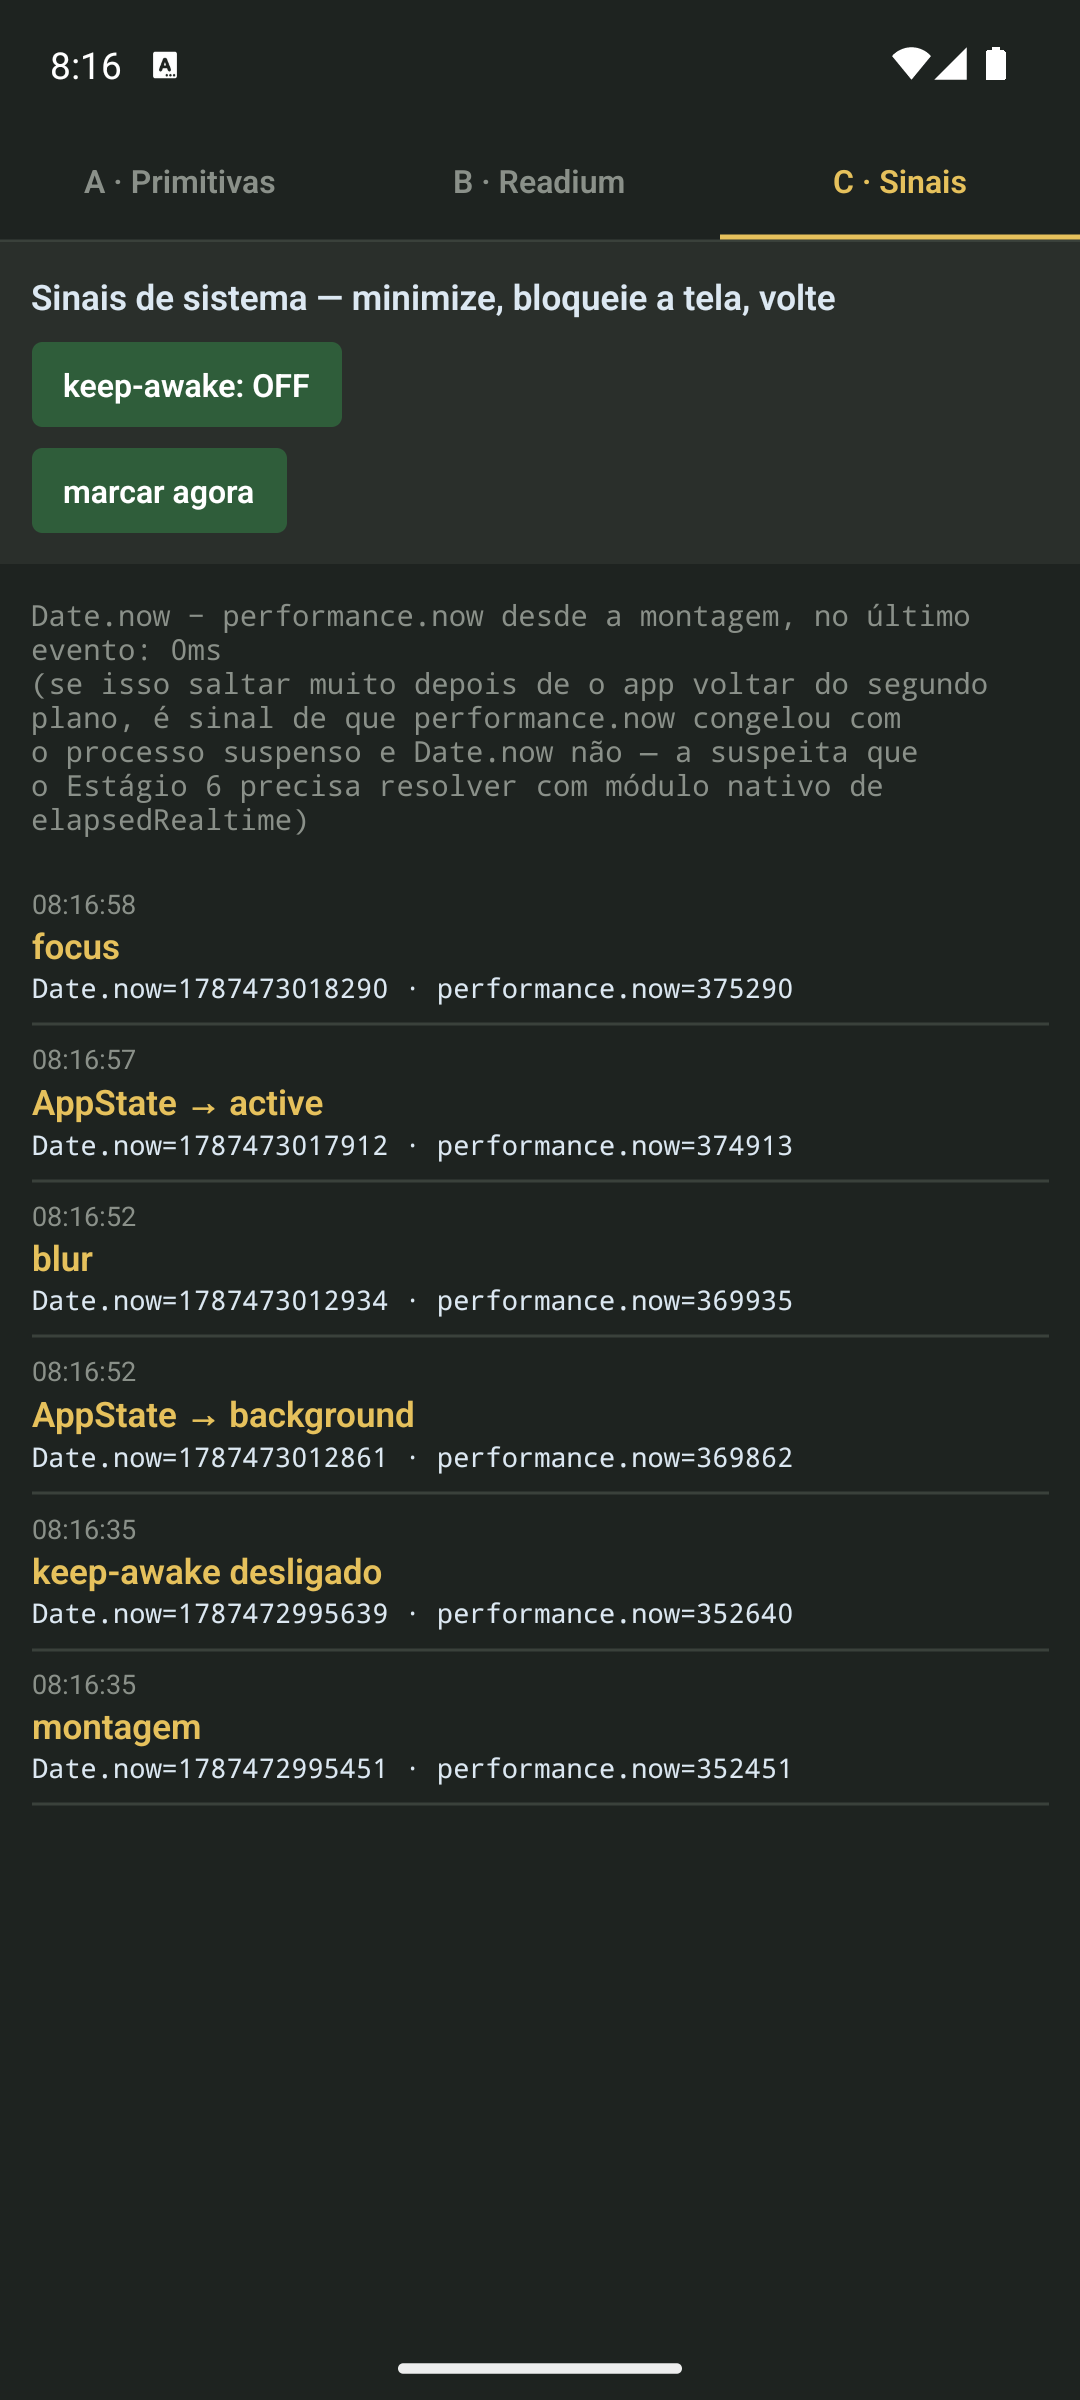 8:16
A · Primitivas
B · Readium
C · Sinais
Sinais de sistema — minimize, bloqueie a tela, volte
keep-awake: OFF
marcar agora
Date.now − performance.now desde a montagem, no último
evento: 0ms
(se isso saltar muito depois de o app voltar do segundo
plano, é sinal de que performance.now congelou com
o processo suspenso e Date.now não — a suspeita que
o Estágio 6 precisa resolver com módulo nativo de
elapsedRealtime)
08:16:58
focus
Date.now=1787473018290 · performance.now=375290
08:16:57
AppState → active
Date.now=1787473017912 · performance.now=374913
08:16:52
blur
Date.now=1787473012934 · performance.now=369935
08:16:52
AppState → background
Date.now=1787473012861 · performance.now=369862
08:16:35
keep-awake desligado
Date.now=1787472995639 · performance.now=352640
08:16:35
montagem
Date.now=1787472995451 · performance.now=352451